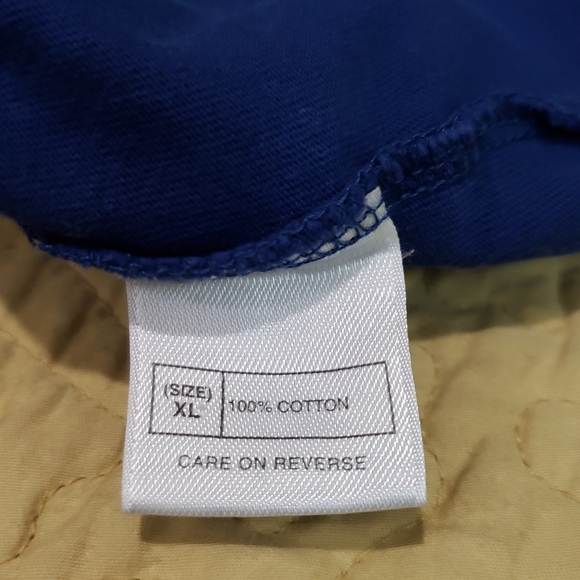 (SIZE)
XL
100% COTTON
CARE ON REVERSE